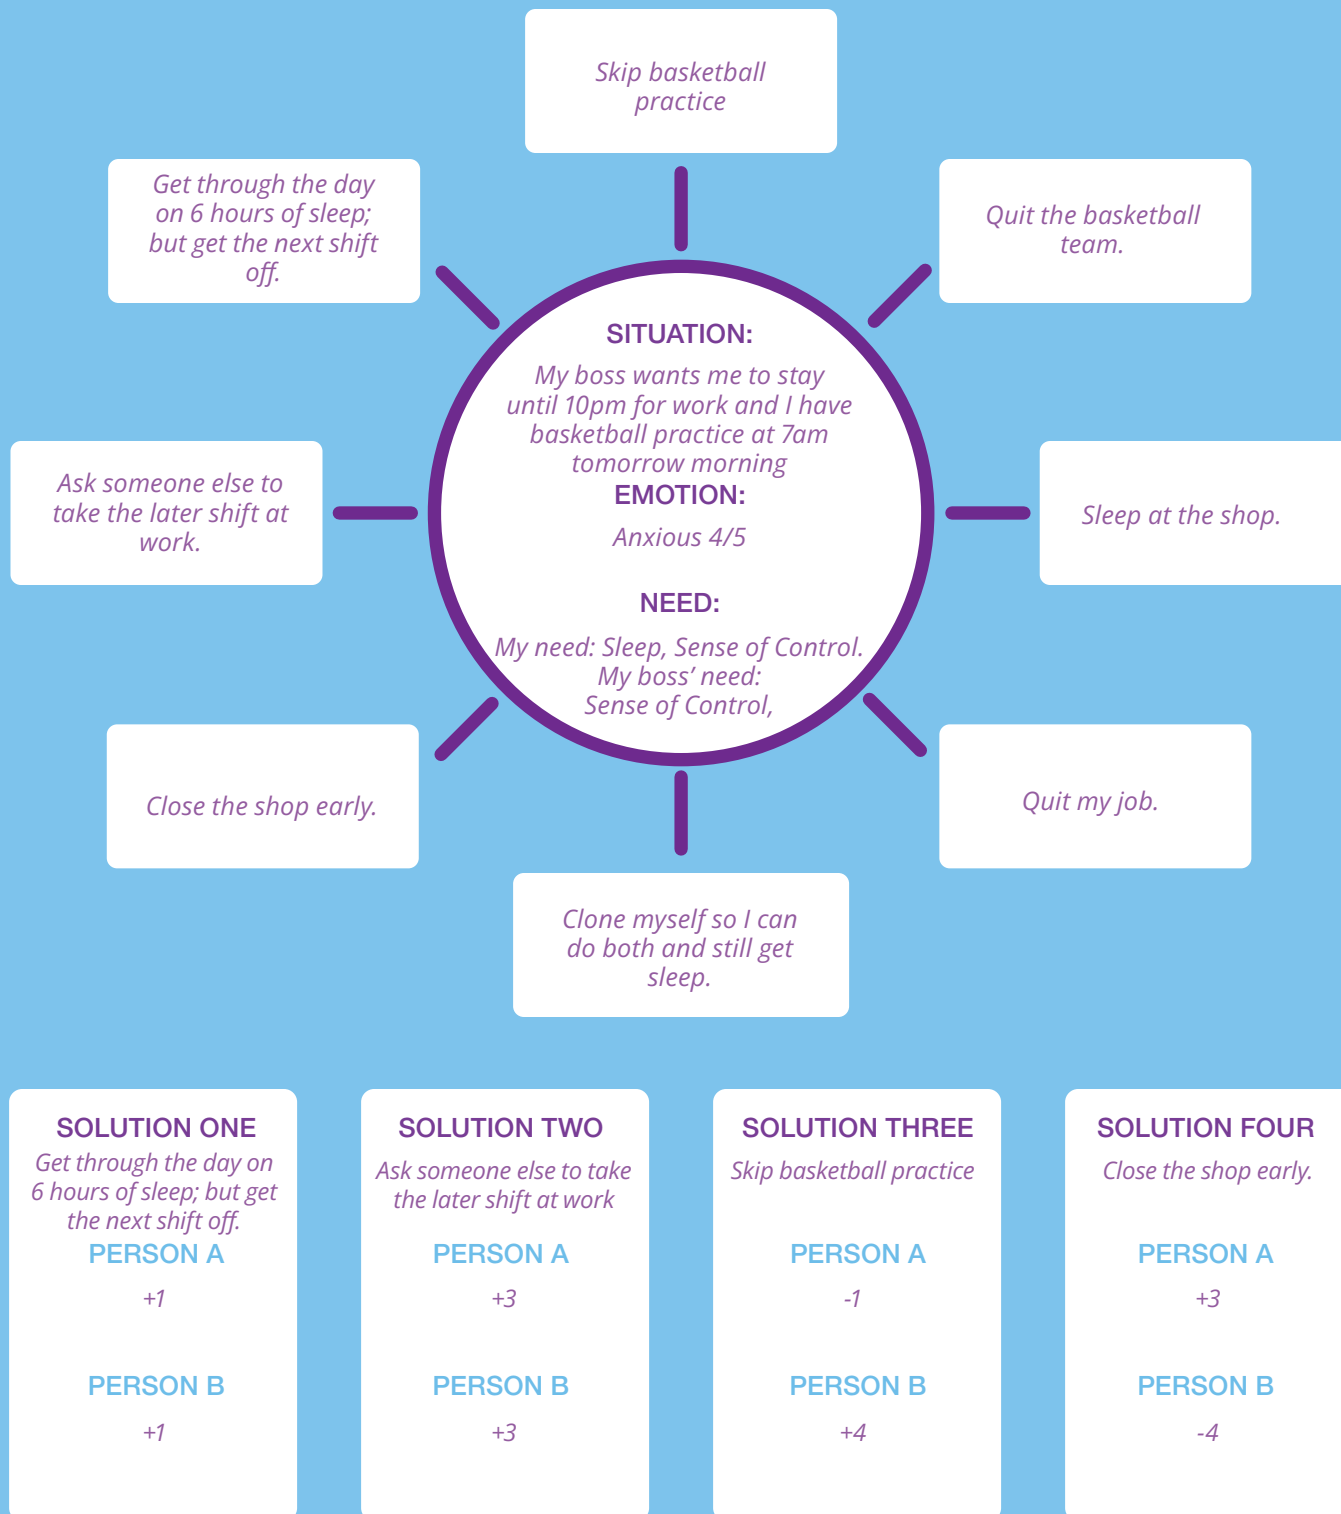 Skip basketball
practice
Get through the day
on 6 hours of sleep;
but get the next shift
off.
Quit the basketball
team.
SITUATION:
My boss wants me to stay
until 10pm for work and I have
basketball practice at 7am
tomorrow morning
EMOTION:
Anxious 4/5
NEED:
My need: Sleep, Sense of Control.
My boss’ need:
Sense of Control,
Ask someone else to
take the later shift at
work.
Sleep at the shop.
Close the shop early.
Quit my job.
Clone myself so I can
do both and still get
sleep.
SOLUTION ONE
Get through the day on
6 hours of sleep; but get
the next shift off.
PERSON A
+1
PERSON B
+1
SOLUTION TWO
Ask someone else to take
the later shift at work
PERSON A
+3
PERSON B
+3
SOLUTION THREE
Skip basketball practice
PERSON A
-1
PERSON B
+4
SOLUTION FOUR
Close the shop early.
PERSON A
+3
PERSON B
-4